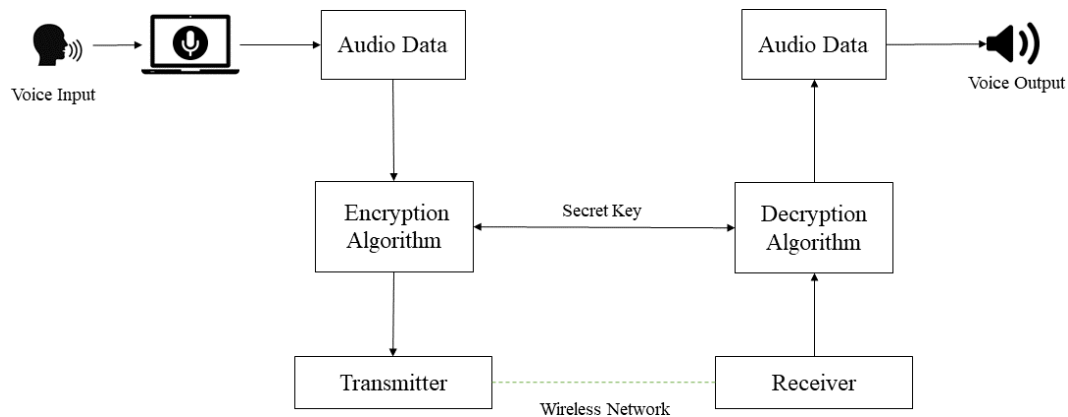 Audio Data
Audio Data
Voice Input
Voice Output
Encryption
Algorithm
Secret Key
Decryption
Algorithm
Transmitter
Receiver
Wireless Network